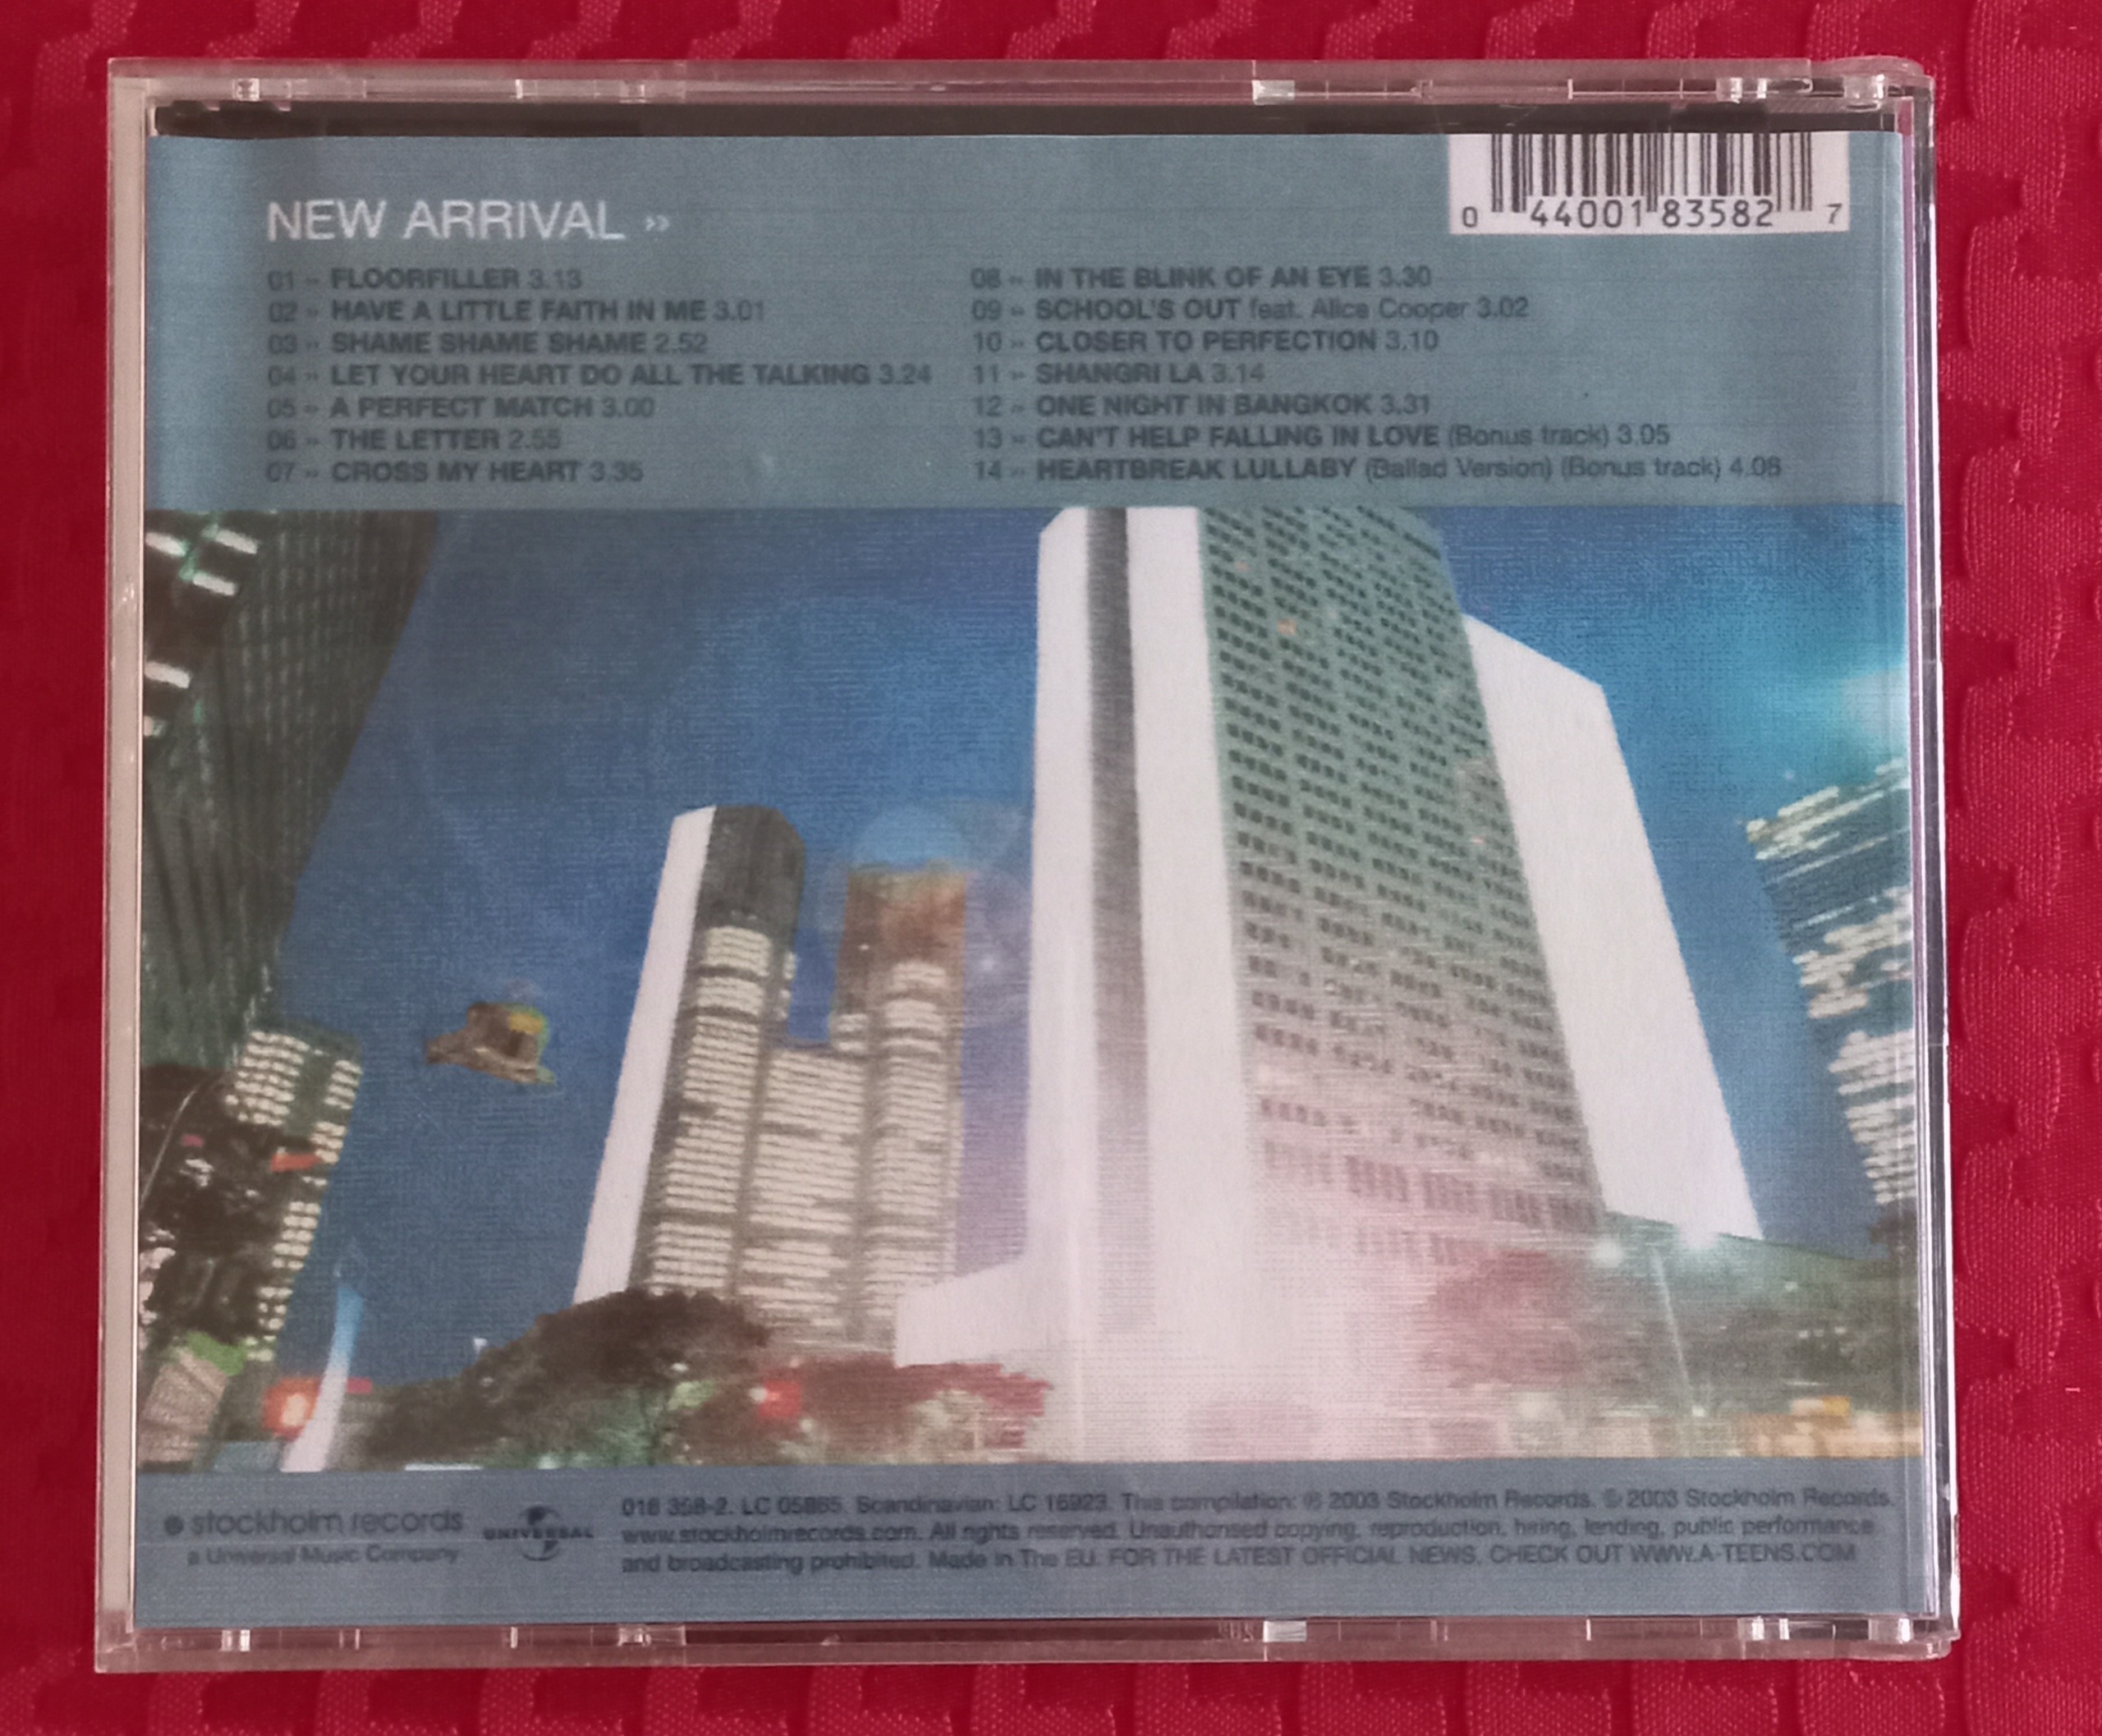 NEW ARRIVAL »
0 44001 83582 7
01 » FLOORFILLER 3.13
02 » HAVE A LITTLE FAITH IN ME 3.01
03 » SHAME SHAME SHAME 2.52
04 » LET YOUR HEART DO ALL THE TALKING 3.24
05 » A PERFECT MATCH 3.00
06 » THE LETTER 2.55
07 » CROSS MY HEART 3.35
08 » IN THE BLINK OF AN EYE 3.30
09 » SCHOOL'S OUT feat. Alice Cooper 3.02
10 » CLOSER TO PERFECTION 3.10
11 » SHANGRI LA 3.14
12 » ONE NIGHT IN BANGKOK 3.31
13 » CAN'T HELP FALLING IN LOVE (Bonus track) 3.05
14 » HEARTBREAK LULLABY (Ballad Version) (Bonus track) 4.08
stockholm records
a Universal Music Company
UNIVERSAL
018 358-2. LC 05865. Scandinavian: LC 16923. This compilation: ℗ 2003 Stockholm Records. © 2003 Stockholm Records.
www.stockholmrecords.com. All rights reserved. Unauthorised copying, reproduction, hiring, lending, public performance
and broadcasting prohibited. Made in The EU. FOR THE LATEST OFFICIAL NEWS, CHECK OUT WWW.A-TEENS.COM